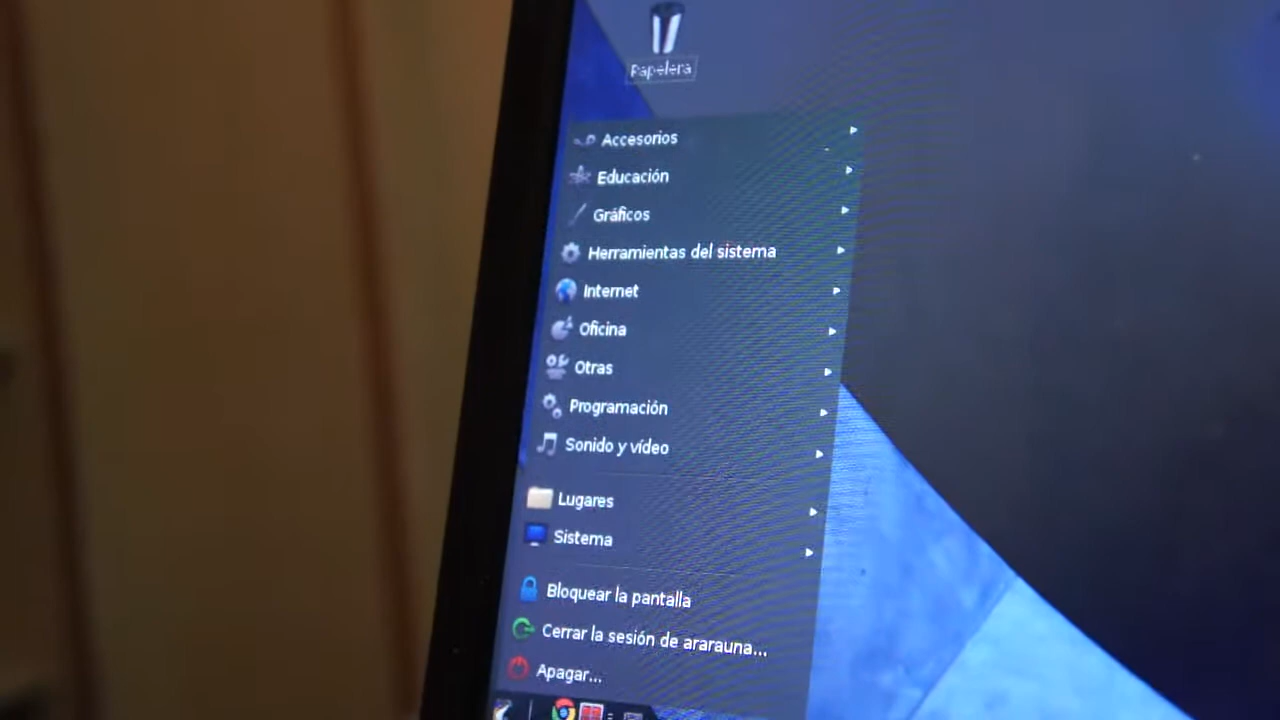 Papelera
Accesorios
Educación
Gráficos
Herramientas del sistema
Internet
Oficina
Otras
Programación
Sonido y vídeo
Lugares
Sistema
Bloquear la pantalla
Cerrar la sesión de ararauna...
Apagar...